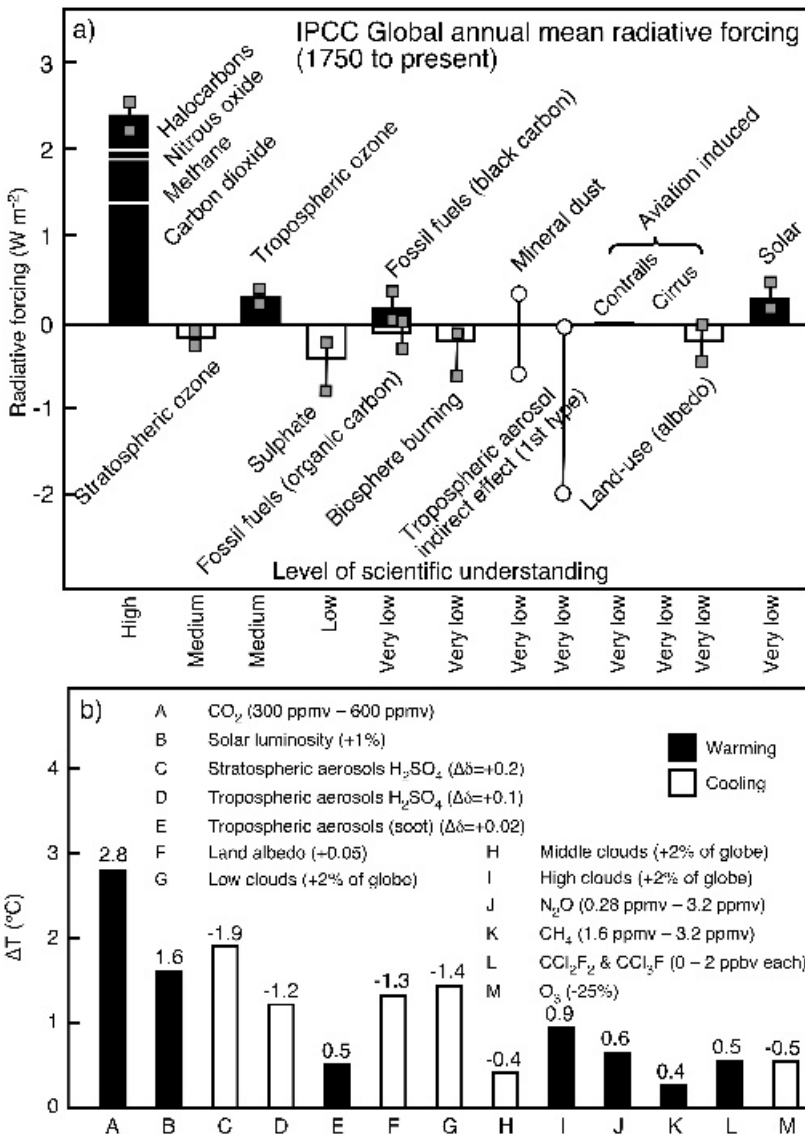 a)
IPCC Global annual mean radiative forcing
(1750 to present)
Radiative forcing (W m-2)
3
2
1
0
-1
-2
Halocarbons
Nitrous oxide
Methane
Carbon dioxide
Stratospheric ozone
Tropospheric ozone
Sulphate
Fossil fuels (black carbon)
Fossil fuels (organic carbon)
Biosphere burning
Mineral dust
Tropospheric aerosol
indirect effect (1st type)
Aviation induced
Contrails
Cirrus
Land-use (albedo)
Solar
Level of scientific understanding
High
Medium
Medium
Low
Very low
Very low
Very low
Very low
Very low
Very low
Very low
Very low
b)
A CO₂ (300 ppmv – 600 ppmv)
B Solar luminosity (+1%)
C Stratospheric aerosols H₂SO₄ (Δδ=+0.2)
D Tropospheric aerosols H₂SO₄ (Δδ=+0.1)
E Tropospheric aerosols (soot) (Δδ=+0.02)
F Land albedo (+0.05)
G Low clouds (+2% of globe)
Warming
Cooling
H Middle clouds (+2% of globe)
I High clouds (+2% of globe)
J N₂O (0.28 ppmv – 3.2 ppmv)
K CH₄ (1.6 ppmv – 3.2 ppmv)
L CCl₂F₂ & CCl₃F (0 – 2 ppbv each)
M O₃ (-25%)
ΔT (°C)
4
3
2
1
0
2.8
1.6
-1.9
-1.2
0.5
-1.3
-1.4
-0.4
0.9
0.6
0.4
0.5
-0.5
A B C D E F G H I J K L M